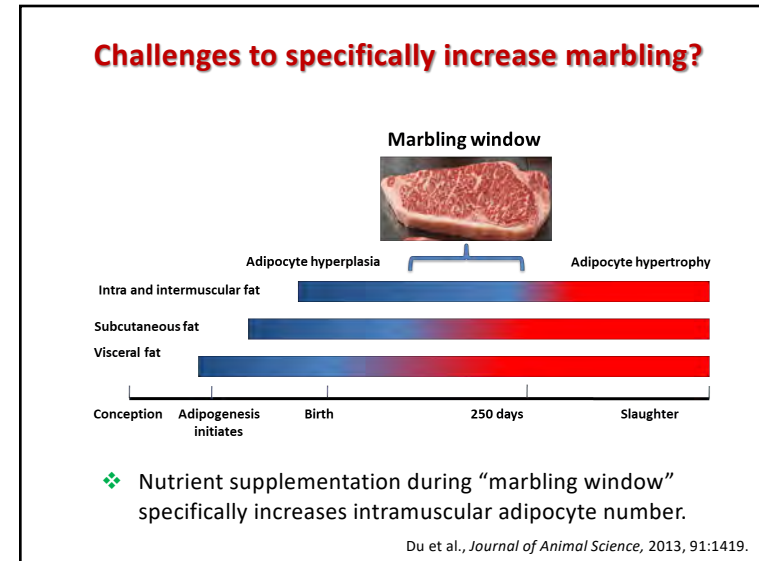 Challenges to specifically increase marbling?
Marbling window
Adipocyte hyperplasia
Adipocyte hypertrophy
Intra and intermuscular fat
Subcutaneous fat
Visceral fat
Conception
Adipogenesis
initiates
Birth
250 days
Slaughter
Nutrient supplementation during “marbling window”
specifically increases intramuscular adipocyte number.
Du et al., Journal of Animal Science, 2013, 91:1419.